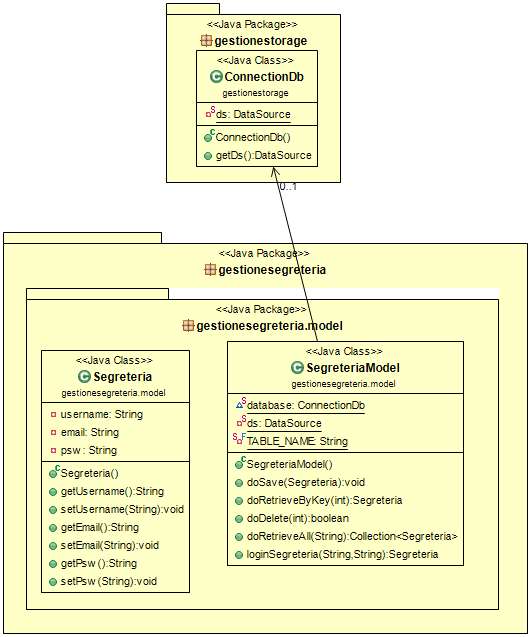 <<Java Package>>
gestionestorage
<<Java Class>>
ConnectionDb
gestionestorage
S ds: DataSource
C ConnectionDb()
getDs():DataSource
0..1
<<Java Package>>
gestionesegreteria
<<Java Package>>
gestionesegreteria.model
<<Java Class>>
Segreteria
gestionesegreteria.model
username: String
email: String
psw : String
C Segreteria()
getUsername():String
setUsername(String):void
getEmail():String
setEmail(String):void
getPsw ():String
setPsw (String):void
<<Java Class>>
SegreteriaModel
gestionesegreteria.model
S database: ConnectionDb
S ds: DataSource
SF TABLE_NAME: String
C SegreteriaModel()
doSave(Segreteria):void
doRetrieveByKey(int):Segreteria
doDelete(int):boolean
doRetrieveAll(String):Collection<Segreteria>
loginSegreteria(String,String):Segreteria